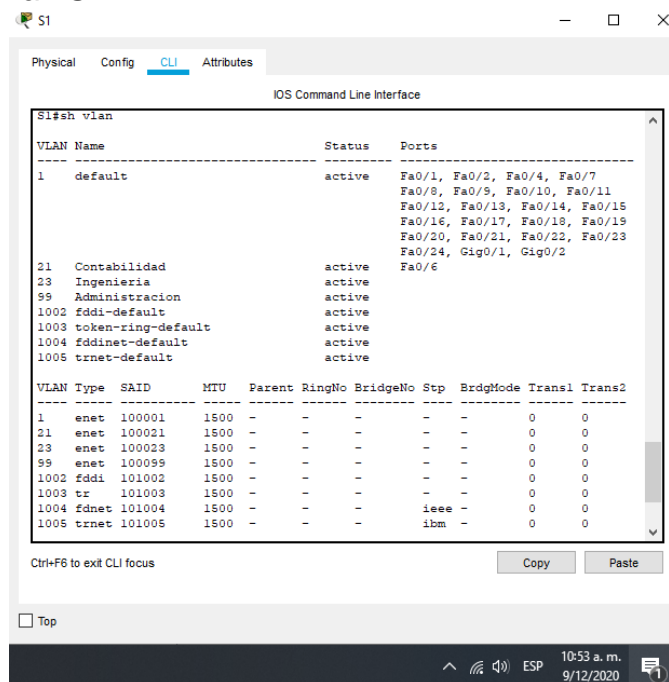 S1
Physical Config CLI Attributes
IOS Command Line Interface
S1#sh vlan
VLAN Name Status Ports
---- -------------------------------- --------- -------------------------------
1 default active Fa0/1, Fa0/2, Fa0/4, Fa0/7
Fa0/8, Fa0/9, Fa0/10, Fa0/11
Fa0/12, Fa0/13, Fa0/14, Fa0/15
Fa0/16, Fa0/17, Fa0/18, Fa0/19
Fa0/20, Fa0/21, Fa0/22, Fa0/23
Fa0/24, Gig0/1, Gig0/2
21 Contabilidad active Fa0/6
23 Ingenieria active
99 Administracion active
1002 fddi-default active
1003 token-ring-default active
1004 fddinet-default active
1005 trnet-default active
VLAN Type SAID MTU Parent RingNo BridgeNo Stp BrdgMode Trans1 Trans2
---- ----- ---------- ----- ------ ------ -------- ---- -------- ------ ------
1 enet 100001 1500 - - - - - 0 0
21 enet 100021 1500 - - - - - 0 0
23 enet 100023 1500 - - - - - 0 0
99 enet 100099 1500 - - - - - 0 0
1002 fddi 101002 1500 - - - - - 0 0
1003 tr 101003 1500 - - - - - 0 0
1004 fdnet 101004 1500 - - - ieee - 0 0
1005 trnet 101005 1500 - - - ibm - 0 0
Ctrl+F6 to exit CLI focus
Copy Paste
Top
ESP 10:53 a. m.
9/12/2020
1